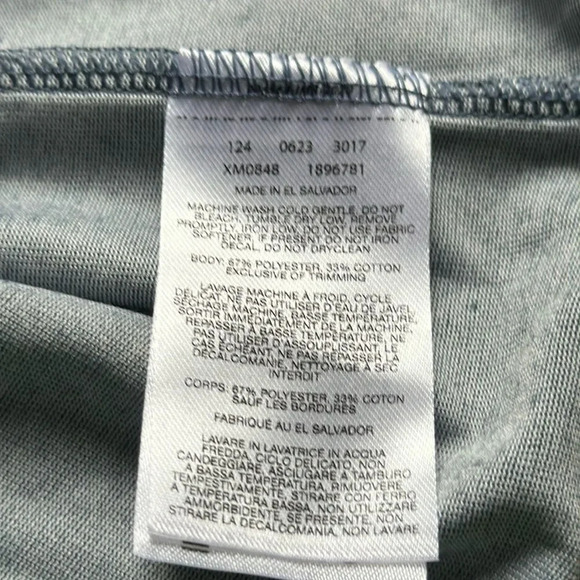 124 0623 3017
XM0848 1896781
MADE IN EL SALVADOR
MACHINE WASH COLD GENTLE, DO NOT
BLEACH, TUMBLE DRY LOW, REMOVE
PROMPTLY, IRON LOW, DO NOT USE FABRIC
SOFTENER, IF PRESENT DO NOT IRON
DECAL, DO NOT DRYCLEAN
BODY: 67% POLYESTER, 33% COTTON
EXCLUSIVE OF TRIMMING
LAVAGE MACHINE À FROID, CYCLE
DÉLICAT, NE PAS UTILISER D'EAU DE JAVEL,
SÉCHAGE MACHINE, BASSE TEMPÉRATURE,
SORTIR IMMÉDIATEMENT DE LA MACHINE,
REPASSER À BASSE TEMPÉRATURE, NE
PAS UTILISER D'ASSOUPLISSANT, LE
CAS ÉCHÉANT, NE PAS REPASSER LA
DÉCALCOMANIE, NETTOYAGE À SEC
INTERDIT
CORPS: 67% POLYESTER, 33% COTON
SAUF LES BORDURES
FABRIQUÉ AU EL SALVADOR
LAVARE IN LAVATRICE IN ACQUA
FREDDA, CICLO DELICATO, NON
CANDEGGIARE, ASCIUGARE A TAMBURO
A BASSA TEMPERATURA, RIMUOVERE
TEMPESTIVAMENTE, STIRARE CON FERRO
A TEMPERATURA BASSA, NON UTILIZZARE
AMMORBIDENTE, SE PRESENTE, NON
STIRARE LA DECALCOMANIA, NON LAVARE